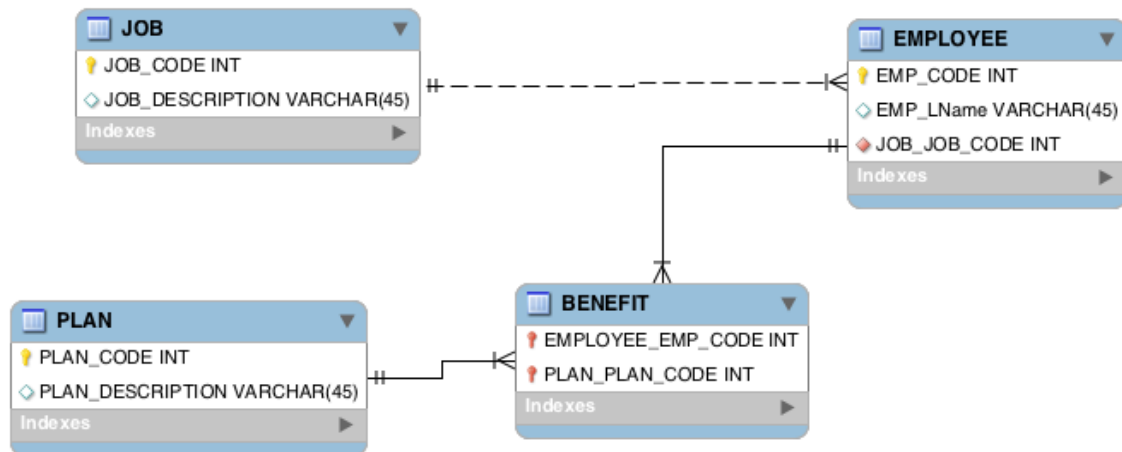 JOB
JOB_CODE INT
JOB_DESCRIPTION VARCHAR(45)
Indexes
EMPLOYEE
EMP_CODE INT
EMP_LName VARCHAR(45)
JOB_JOB_CODE INT
Indexes
PLAN
PLAN_CODE INT
PLAN_DESCRIPTION VARCHAR(45)
Indexes
BENEFIT
EMPLOYEE_EMP_CODE INT
PLAN_PLAN_CODE INT
Indexes